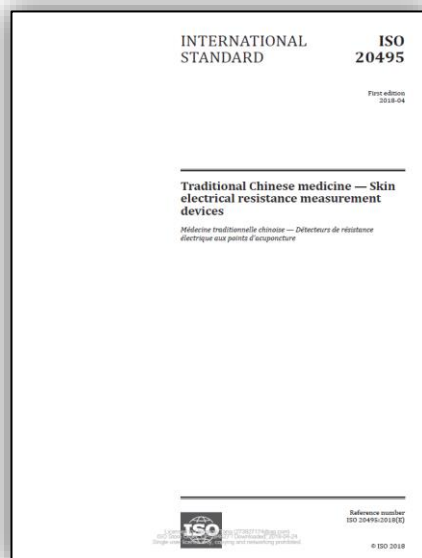 INTERNATIONAL
STANDARD
ISO
20495
First edition
2018-04
Traditional Chinese medicine — Skin
electrical resistance measurement
devices
Médecine traditionnelle chinoise — Détecteurs de résistance
électrique aux points d'acupuncture
ISO
Reference number
ISO 20495:2018(E)
© ISO 2018